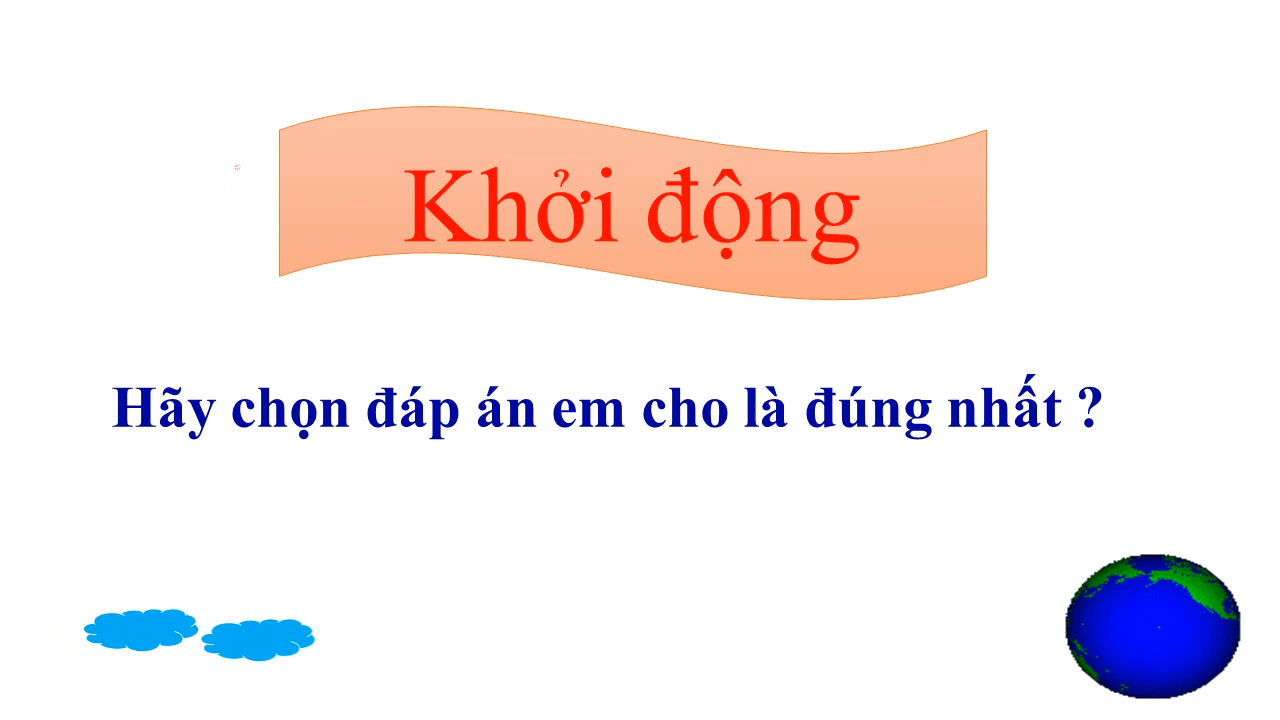 Khởi động
Hãy chọn đáp án em cho là đúng nhất ?